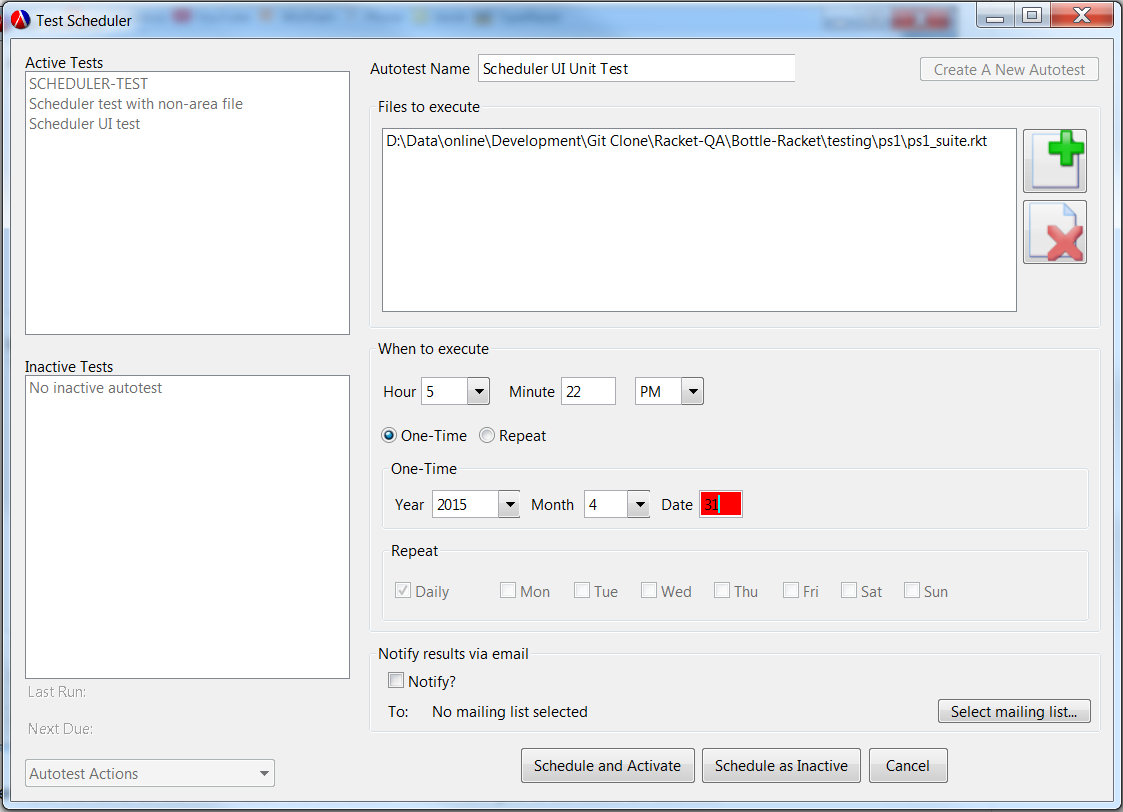 Test Scheduler
Active Tests
SCHEDULER-TEST
Scheduler test with non-area file
Scheduler UI test
Inactive Tests
No inactive autotest
Last Run:
Next Due:
Autotest Actions
Autotest Name Scheduler UI Unit Test Create A New Autotest
Files to execute
D:\Data\online\Development\Git Clone\Racket-QA\Bottle-Racket\testing\ps1\ps1_suite.rkt
When to execute
Hour 5 Minute 22 PM
One-Time Repeat
One-Time
Year 2015 Month 4 Date 31
Repeat
Daily Mon Tue Wed Thu Fri Sat Sun
Notify results via email
Notify?
To: No mailing list selected Select mailing list...
Schedule and Activate Schedule as Inactive Cancel